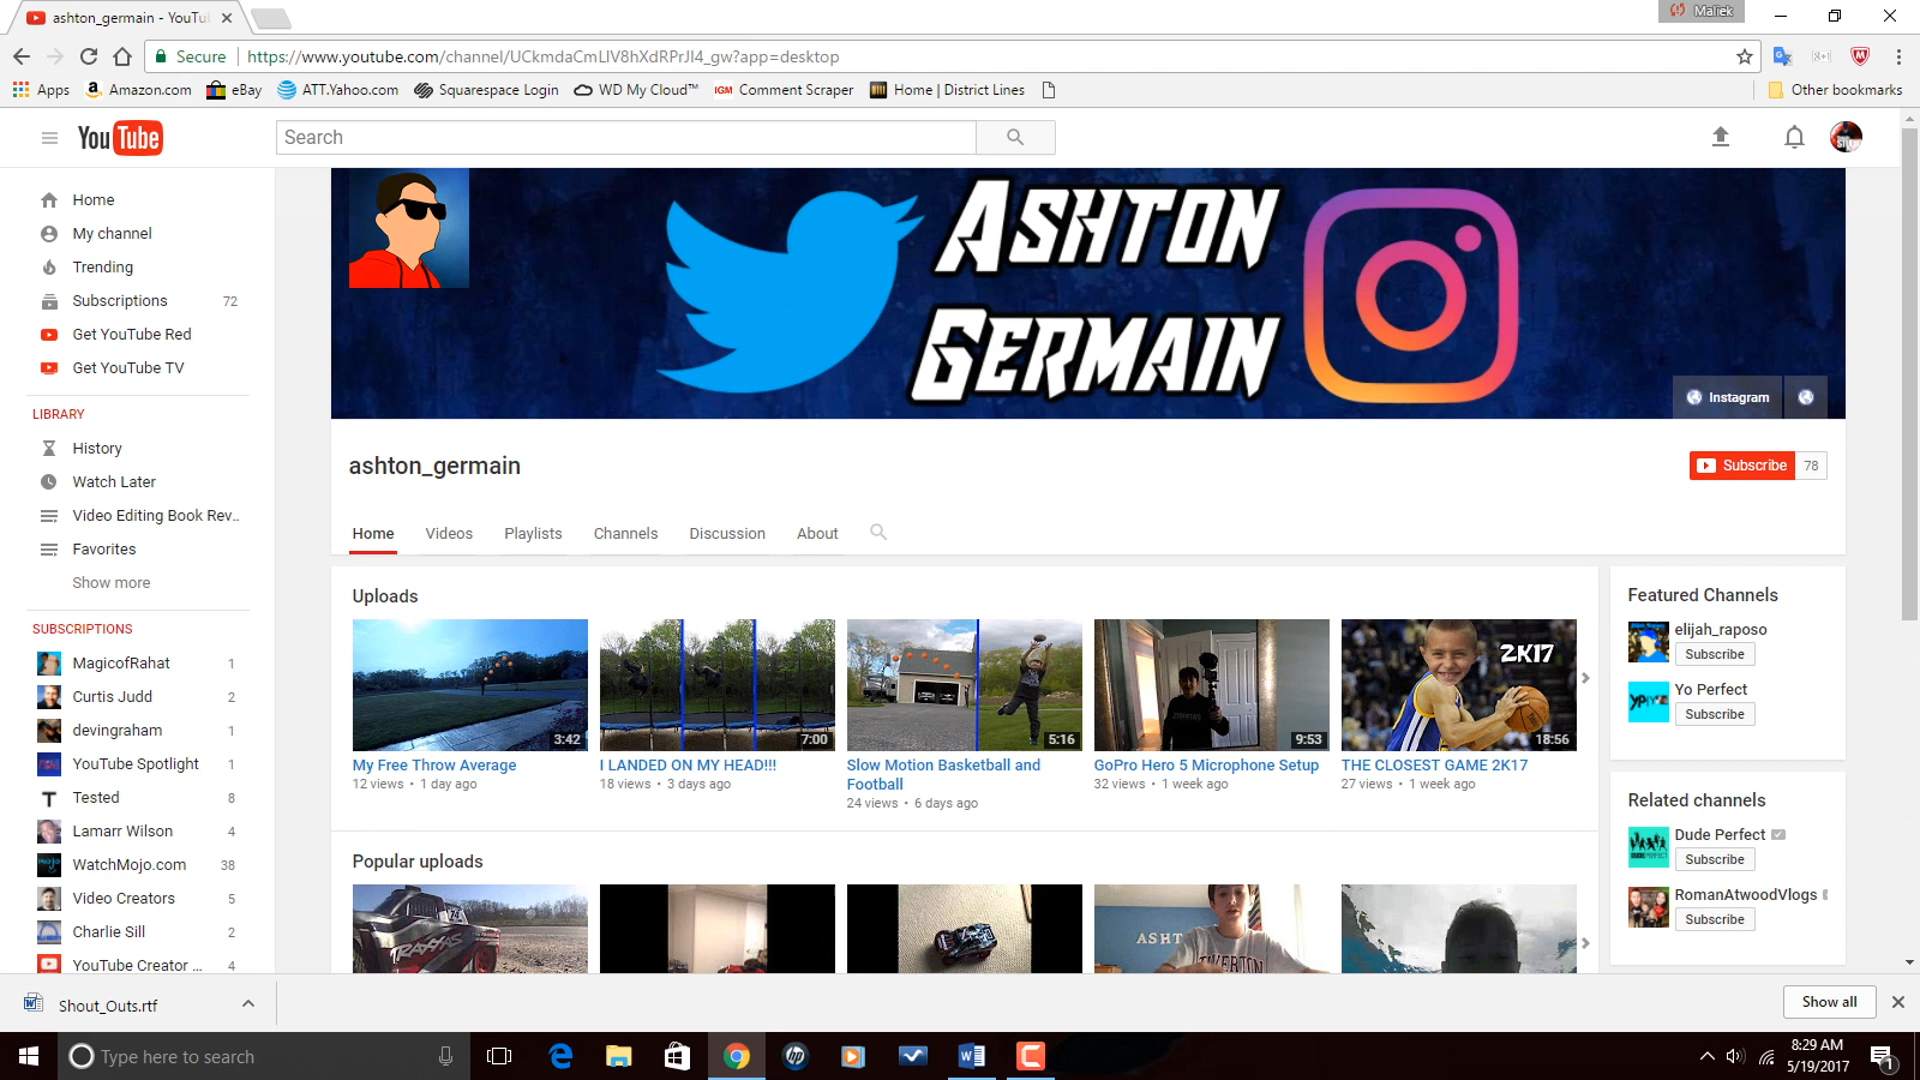 ashton_germain - YouTu
Maliek
Secure
https://www.youtube.com/channel/UCkmdaCmLIV8hXdRPrJI4_gw?app=desktop
Apps
Amazon.com
eBay
ATT.Yahoo.com
Squarespace Login
WD My Cloud™
IGM Comment Scraper
Home | District Lines
Other bookmarks
YouTube
Search
Home
My channel
Trending
Subscriptions 72
Get YouTube Red
Get YouTube TV
LIBRARY
History
Watch Later
Video Editing Book Rev...
Favorites
Show more
SUBSCRIPTIONS
MagicofRahat 1
Curtis Judd 2
devingraham 1
YouTube Spotlight 1
Tested 8
Lamarr Wilson 4
WatchMojo.com 38
Video Creators 5
Charlie Sill 2
YouTube Creator ... 4
ASHTON
GERMAIN
Instagram
ashton_germain
Subscribe 78
Home Videos Playlists Channels Discussion About
Uploads
3:42
My Free Throw Average
12 views • 1 day ago
7:00
I LANDED ON MY HEAD!!!
18 views • 3 days ago
5:16
Slow Motion Basketball and
Football
24 views • 6 days ago
9:53
GoPro Hero 5 Microphone Setup
32 views • 1 week ago
2K17
18:56
THE CLOSEST GAME 2K17
27 views • 1 week ago
Popular uploads
TRAXXAS
ASHT
TIVERTON
Featured Channels
elijah_raposo
Subscribe
Yo Perfect
Subscribe
Related channels
Dude Perfect
Subscribe
RomanAtwoodVlogs
Subscribe
Shout_Outs.rtf
Show all
Type here to search
8:29 AM
5/19/2017
1